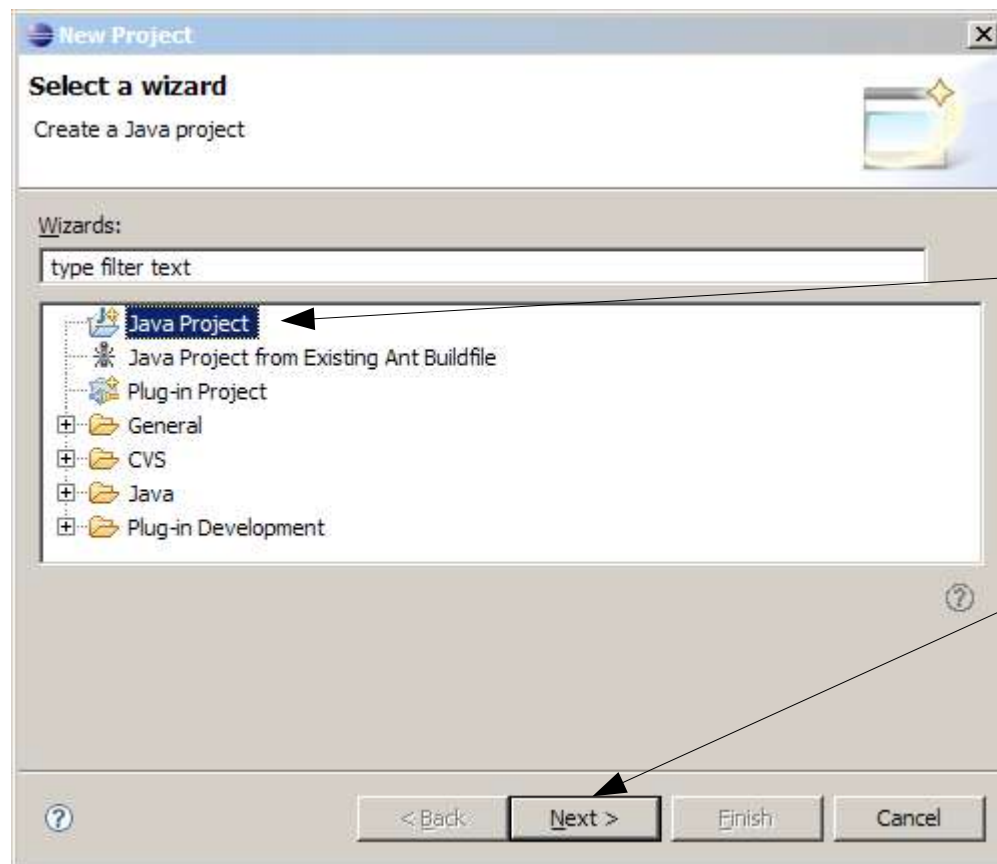 New Project
Select a wizard
Create a Java project
Wizards:
type filter text
Java Project
Java Project from Existing Ant Buildfile
Plug-in Project
General
CVS
Java
Plug-in Development
< Back Next > Finish Cancel